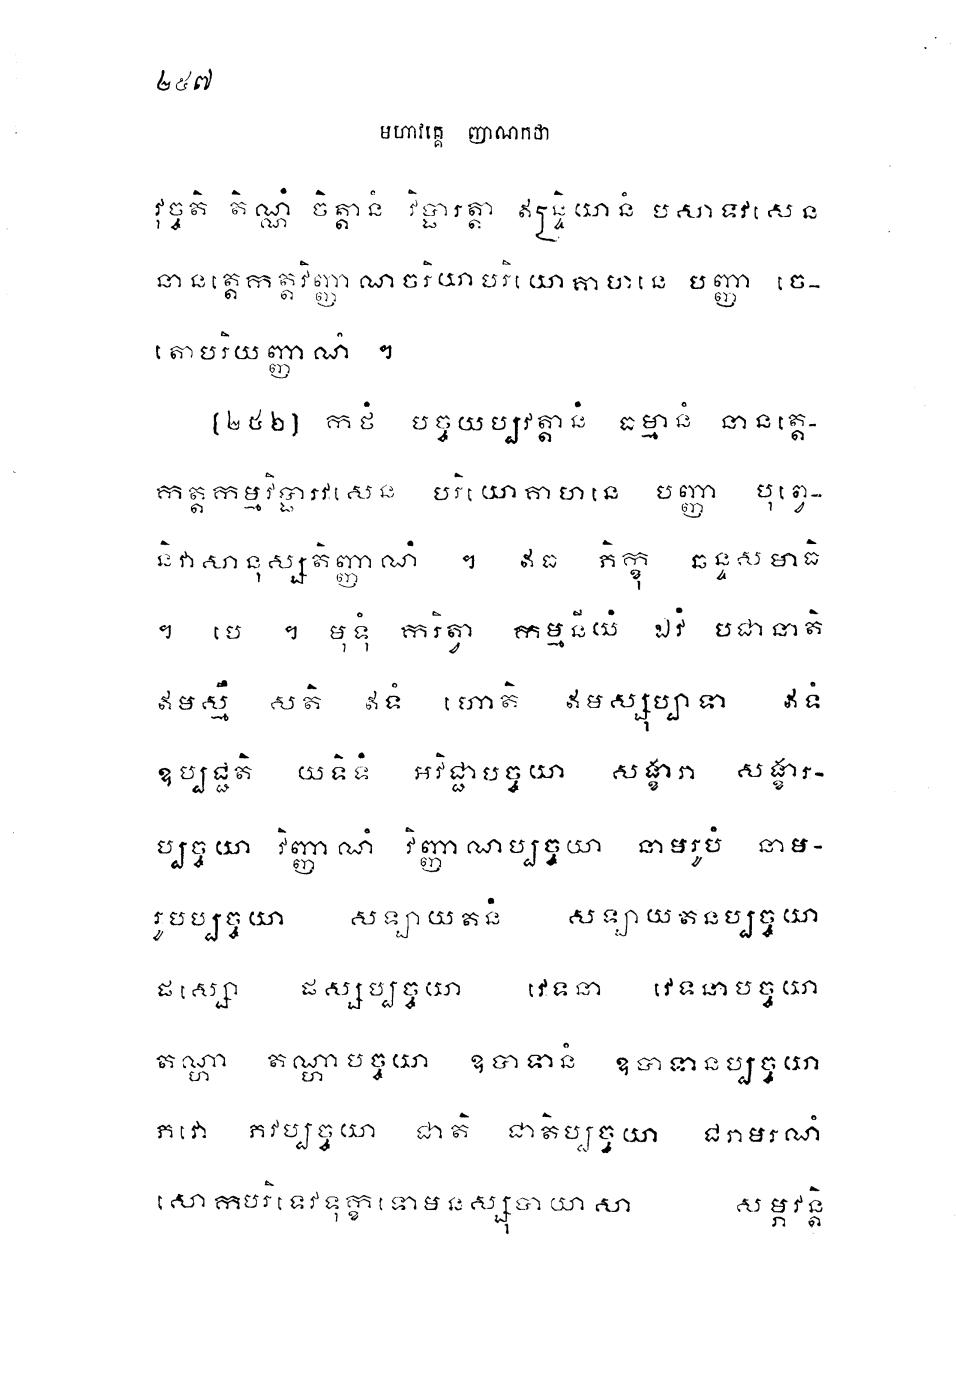 ២៤៧
មហាវគ្គេ ញាណកថា
វុច្ចតិ តិណ្ណំ ចិត្តានំ វិប្ផារត្តា ឥន្ទ្រិយានំ បសាទវសេន
នានត្តេកត្តវិញ្ញាណចរិយាបរិយោគាហនេ បញ្ញា ចេ-
តោបរិយញ្ញាណំ ។
(២៥២) កថំ បច្ចយប្បវត្តានំ ធម្មានំ នានត្តេ-
កត្តកម្មវិប្ផារវសេន បរិយោគាហនេ បញ្ញា បុព្វេ-
និវាសានុស្សតិញ្ញាណំ ។ ឥធ ភិក្ខុ ឆន្ទសមាធិ
។ បេ ។ មុទុំ ករិត្វា កម្មនីយំ ឯវំ បជានាតិ
ឥមស្មឹ សតិ ឥទំ ហោតិ ឥមស្សុប្បាទា ឥទំ
ឧប្បជ្ជតិ យទិទំ អវិជ្ជាបច្ចយា សង្ខារា សង្ខារ-
ប្បច្ចយា វិញ្ញាណំ វិញ្ញាណប្បច្ចយា នាមរូបំ នាម-
រូបប្បច្ចយា សឡាយតនំ សឡាយតនប្បច្ចយា
ផស្សោ ផស្សប្បច្ចយា វេទនា វេទនាបច្ចយា
តណ្ហា តណ្ហាបច្ចយា ឧបាទានំ ឧបាទានប្បច្ចយា
ភវោ ភវប្បច្ចយា ជាតិ ជាតិប្បច្ចយា ជរាមរណំ
សោកបរិទេវទុក្ខទោមនស្សុបាយាសា សម្ភវន្តិ